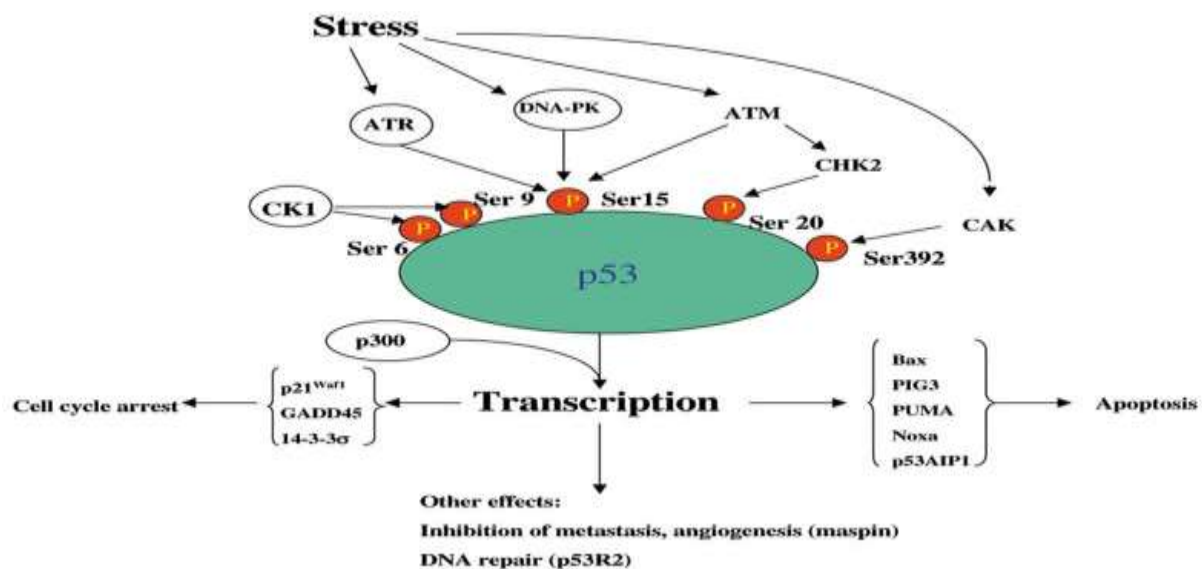 Stress
ATR
DNA-PK
ATM
CHK2
CK1
Ser 9
P
P
Ser15
P
P
Ser 20
CAK
Ser 6
P
Ser392
p53
p300
Cell cycle arrest
p21Waf1
GADD45
14-3-3σ
Transcription
Bax
PIG3
PUMA
Noxa
p53AIP1
Apoptosis
Other effects:
Inhibition of metastasis, angiogenesis (maspin)
DNA repair (p53R2)